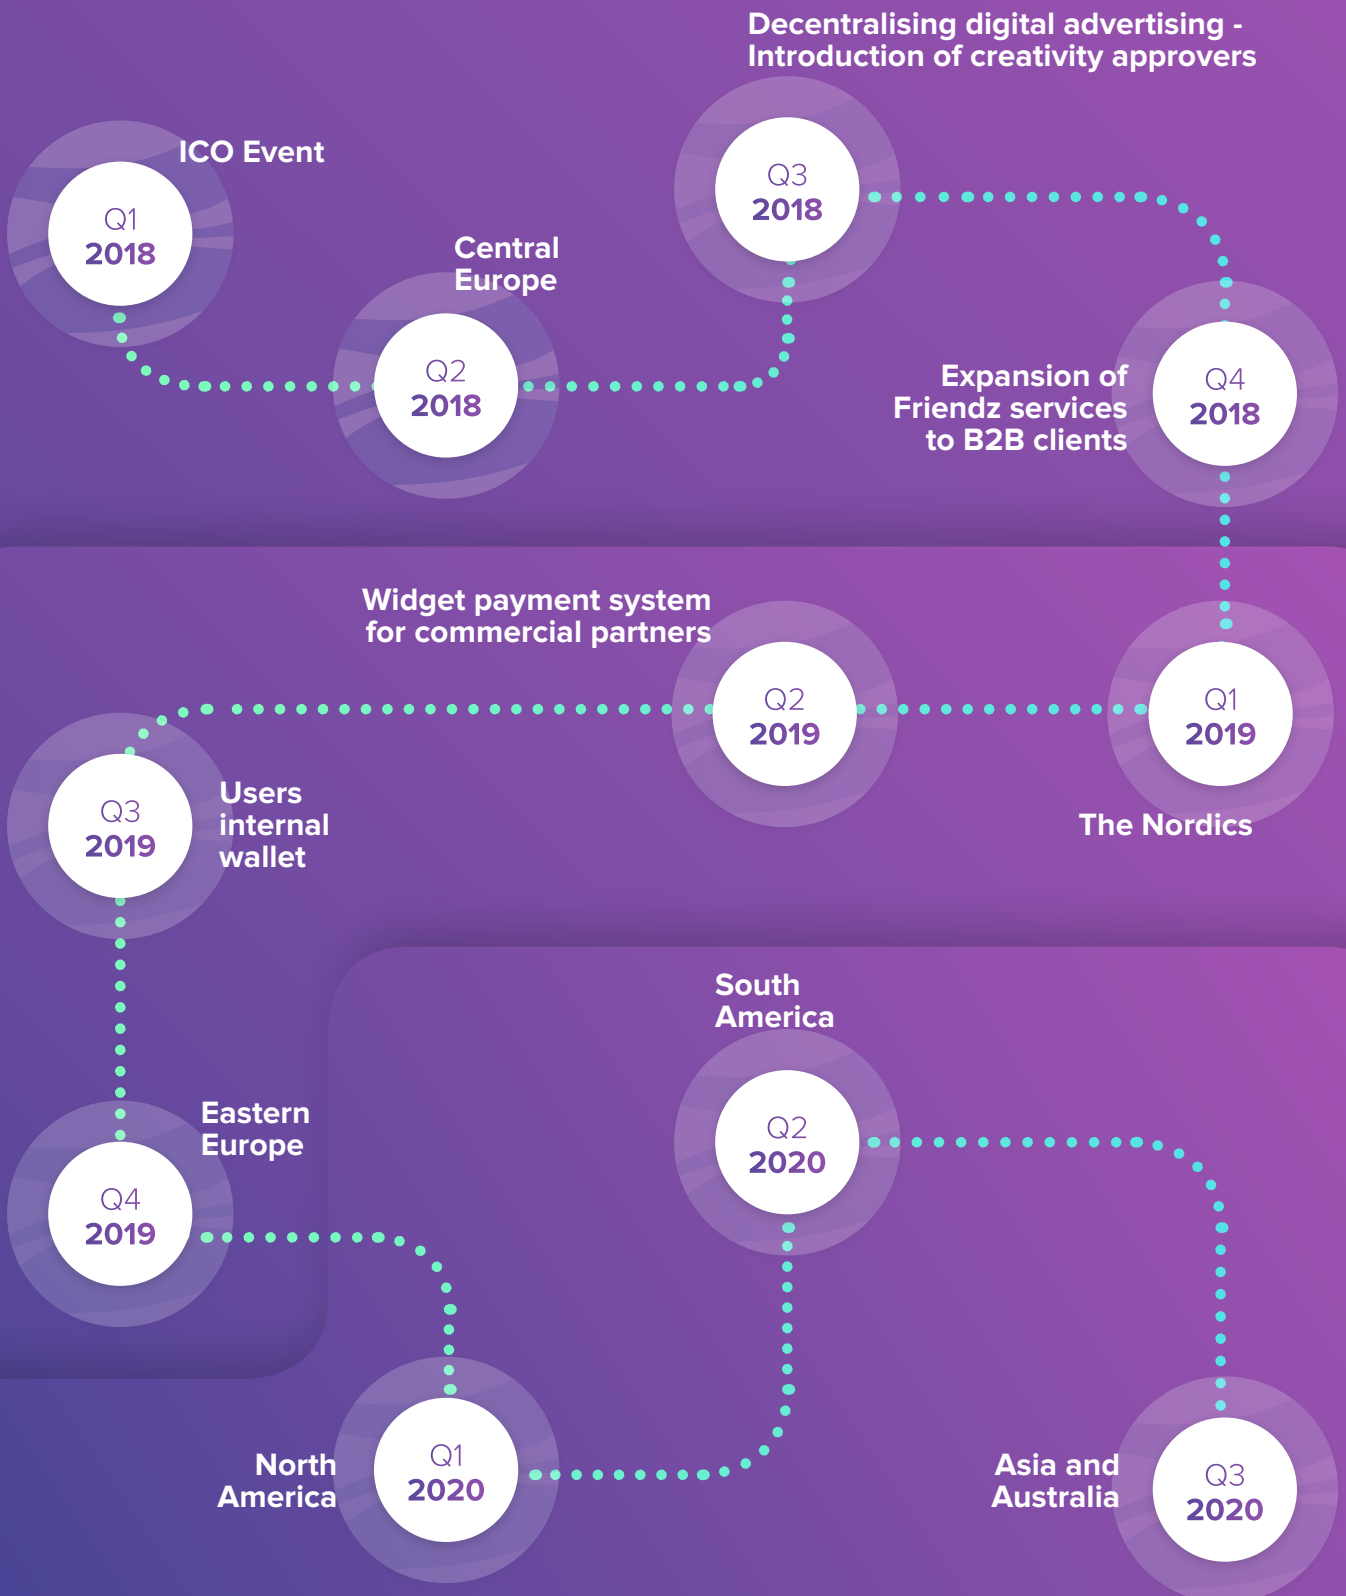 ICO Event
Q1
2018
Central
Europe
Q2
2018
Decentralising digital advertising -
Introduction of creativity approvers
Q3
2018
Expansion of
Friendz services
to B2B clients
Q4
2018
Q1
2019
The Nordics
Widget payment system
for commercial partners
Q2
2019
Q3
2019
Users
internal
wallet
Eastern
Europe
Q4
2019
North
America
Q1
2020
South
America
Q2
2020
Asia and
Australia
Q3
2020